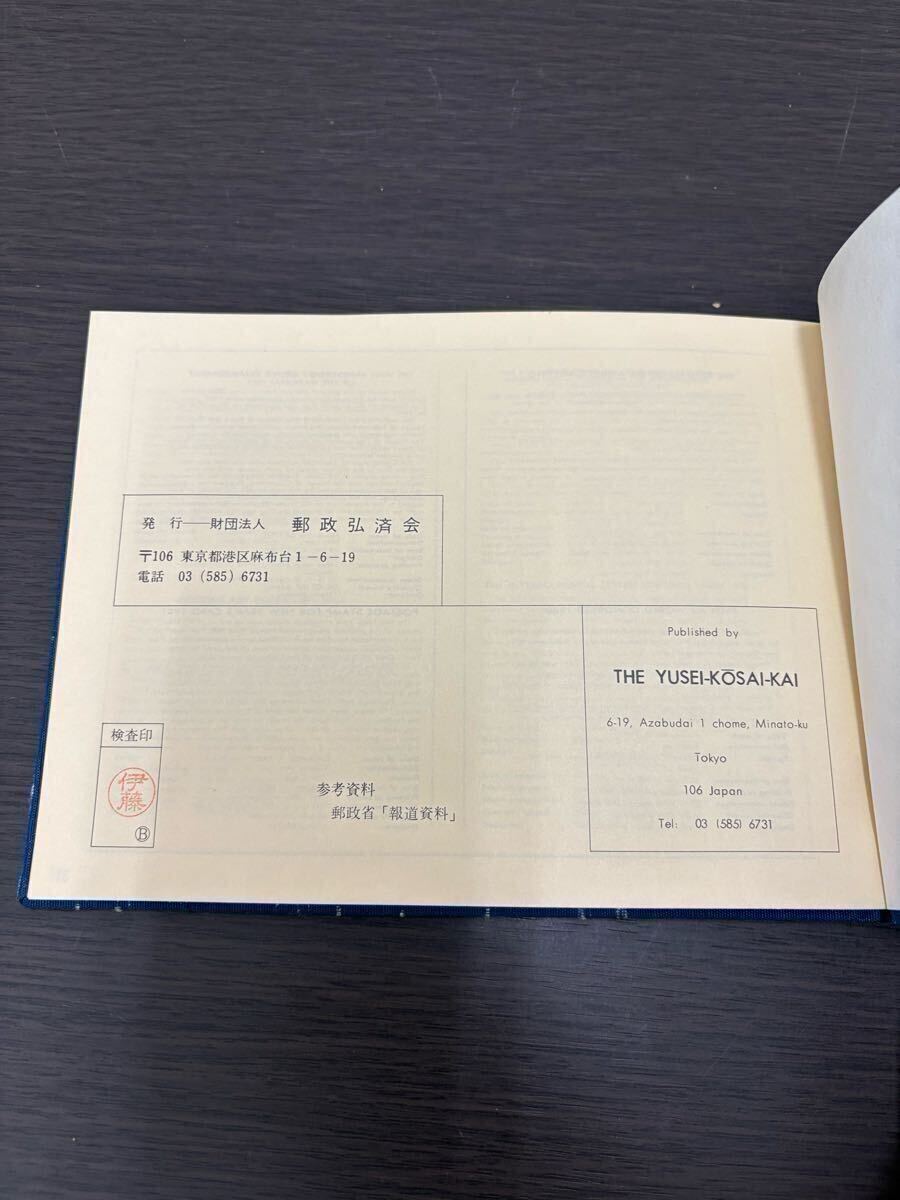 発 行──財団法人 郵政弘済会
〒106 東京都港区麻布台1−6−19
電話 03(585)6731
Published by
THE YUSEI-KŌSAI-KAI
6-19, Azabudai 1 chome, Minato-ku
Tokyo
106 Japan
Tel: 03 (585) 6731
検査印
伊藤
Ⓑ
参考資料
郵政省「報道資料」